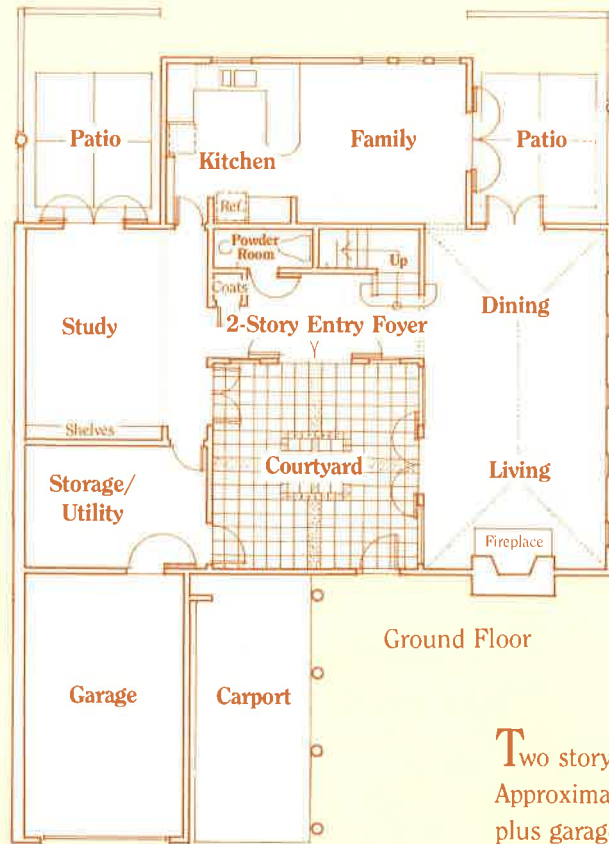 Patio
Kitchen
Family
Patio
Ref.
Powder
Room
Up
Coats
Study
2-Story Entry Foyer
Dining
Shelves
Courtyard
Living
Storage/
Utility
Fireplace
Ground Floor
Garage
Carport
Two story
Approxima
plus garage